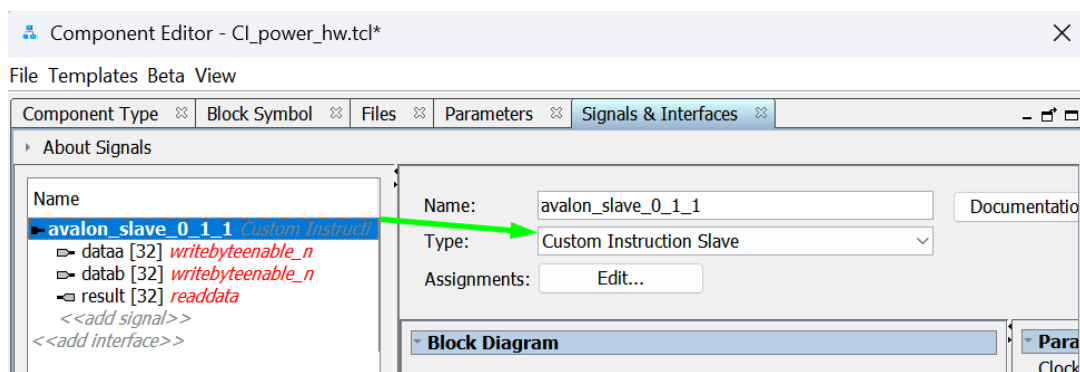 Component Editor - CI_power_hw.tcl*
File Templates Beta View
Component Type Block Symbol Files Parameters Signals & Interfaces
About Signals
Name
avalon_slave_0_1_1 Custom Instructi
dataa [32] writebyteenable_n
datab [32] writebyteenable_n
result [32] readdata
<<add signal>>
<<add interface>>
Name: avalon_slave_0_1_1 Documentatio
Type: Custom Instruction Slave
Assignments: Edit...
Block Diagram
Para
Clock